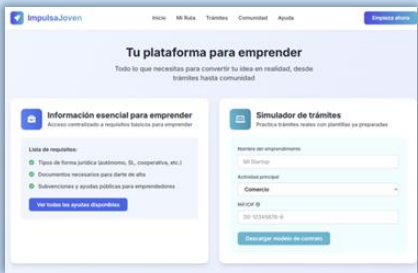 ImpulsaJoven
Inicio Mi Ruta Trámites Comunidad Ayuda
Empieza ahora
Tu plataforma para emprender
Todo lo que necesitas para convertir tu idea en realidad, desde
trámites hasta comunidad
Información esencial para emprender
Acceso centralizado a requisitos básicos para emprender
Lista de requisitos:
Tipos de forma jurídica (autónomo, SL, cooperativa, etc.)
Documentos necesarios para darte de alta
Subvenciones y ayudas públicas para emprendedores
Ver todas las ayudas disponibles
Simulador de trámites
Practica trámites reales con plantillas ya preparadas
Nombre del emprendimiento
Mi Startup
Actividad principal
Comercio
NIF/CIF
Descargar modelo de contrato